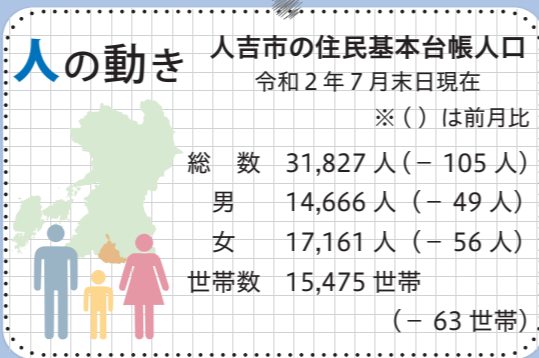 人の動き
人吉市の住民基本台帳人口
令和2年7月末日現在
※( )は前月比
総　数　31,827 人(- 105 人)
男　14,666 人(- 49 人)
女　17,161 人(- 56 人)
世帯数　15,475 世帯
(- 63 世帯)